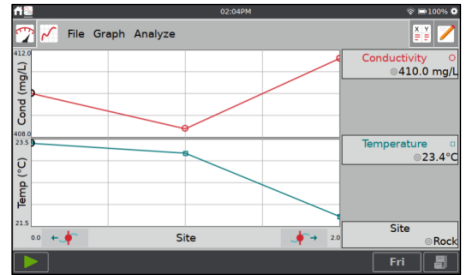 02:04PM
100%
File Graph Analyze
X Y
412.0
Cond (mg/L)
408.0
Conductivity
410.0 mg/L
23.5
Temp (°C)
21.5
Temperature
23.4°C
0.0
Site
2.0
Site
Rock
Fri